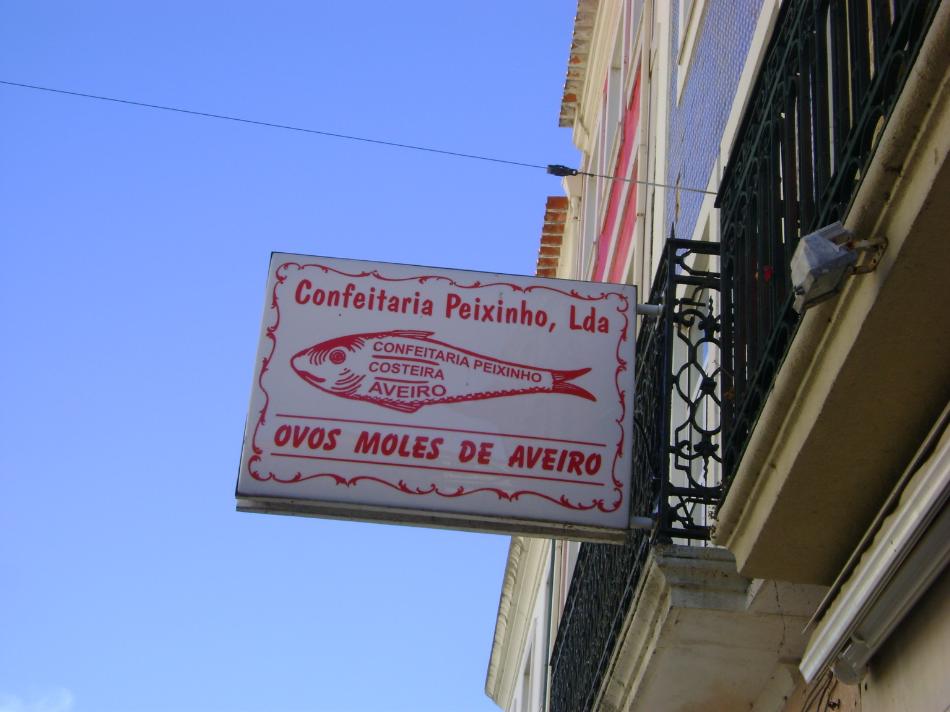 Confeitaria Peixinho, Lda
CONFEITARIA PEIXINHO
COSTEIRA
AVEIRO
OVOS MOLES DE AVEIRO